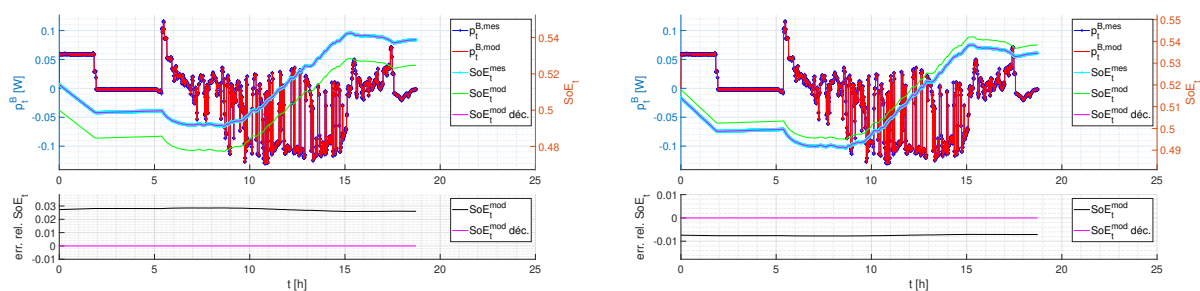 0.1
0.05
0
-0.05
-0.1
p_t^B [W]
0.54
0.52
0.5
0.48
SoE_t
p_t^{B,mes}
p_t^{B,mod}
SoE_t^{mes}
SoE_t^{mod}
SoE_t^{mod} déc.
0 5 10 15 20 25
0.03
0.02
0.01
0
-0.01
err. rel. SoE_t
SoE_t^{mod}
SoE_t^{mod} déc.
0 5 10 15 20 25
t [h]
0.1
0.05
0
-0.05
-0.1
p_t^B [W]
0.55
0.54
0.53
0.52
0.51
0.5
0.49
SoE_t
p_t^{B,mes}
p_t^{B,mod}
SoE_t^{mes}
SoE_t^{mod}
SoE_t^{mod} déc.
0 5 10 15 20 25
0.01
0
-0.01
err. rel. SoE_t
SoE_t^{mod}
SoE_t^{mod} déc.
0 5 10 15 20 25
t [h]